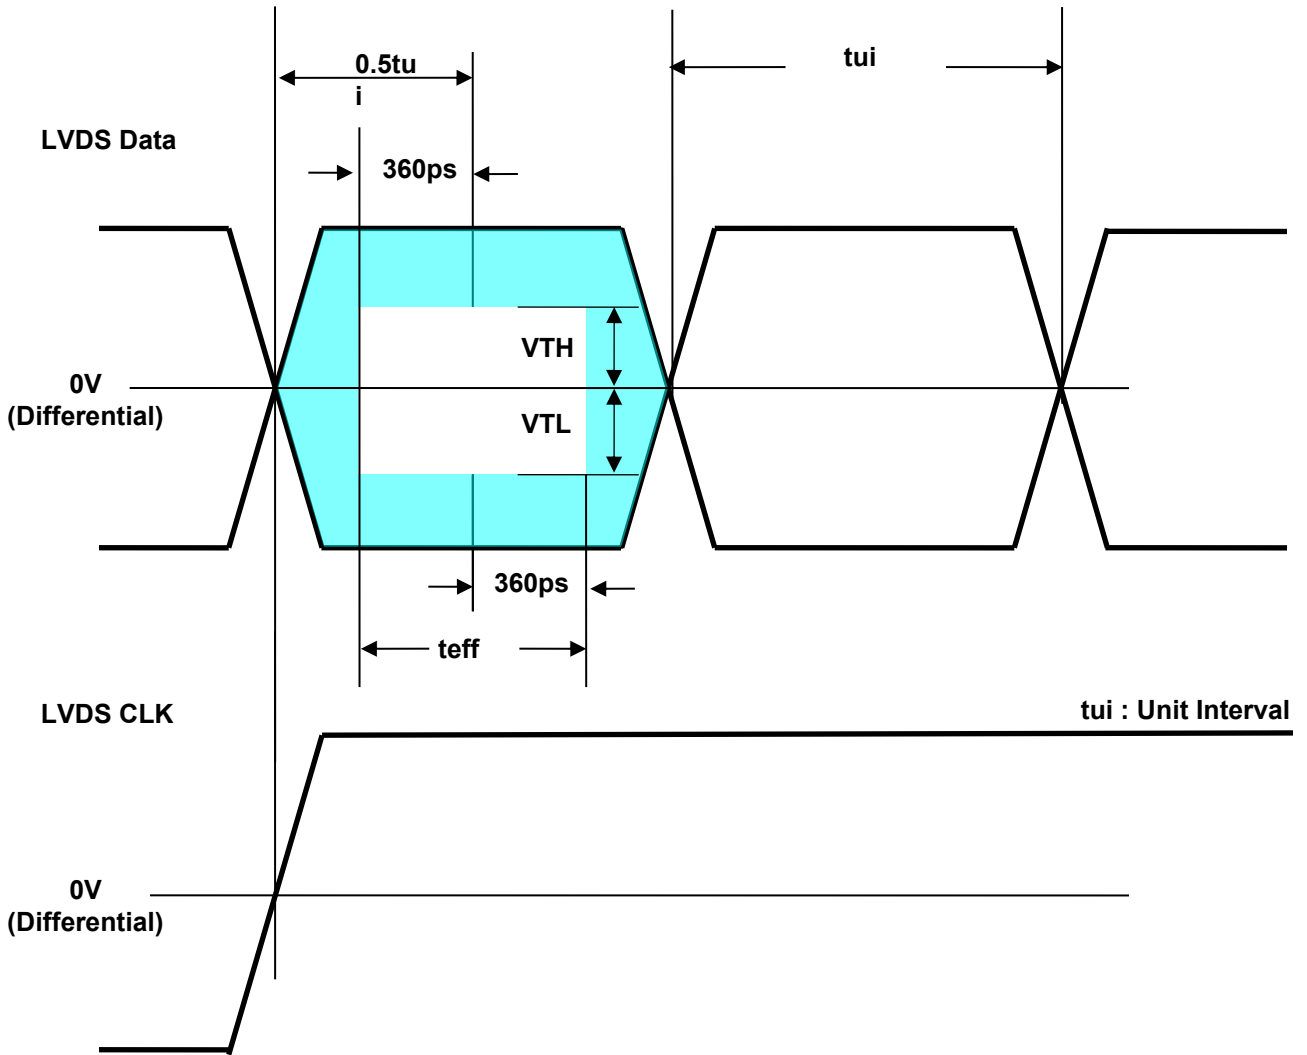 0.5tu
i
tui
LVDS Data
360ps
VTH
0V
(Differential)
VTL
360ps
teff
LVDS CLK
tui : Unit Interval
0V
(Differential)